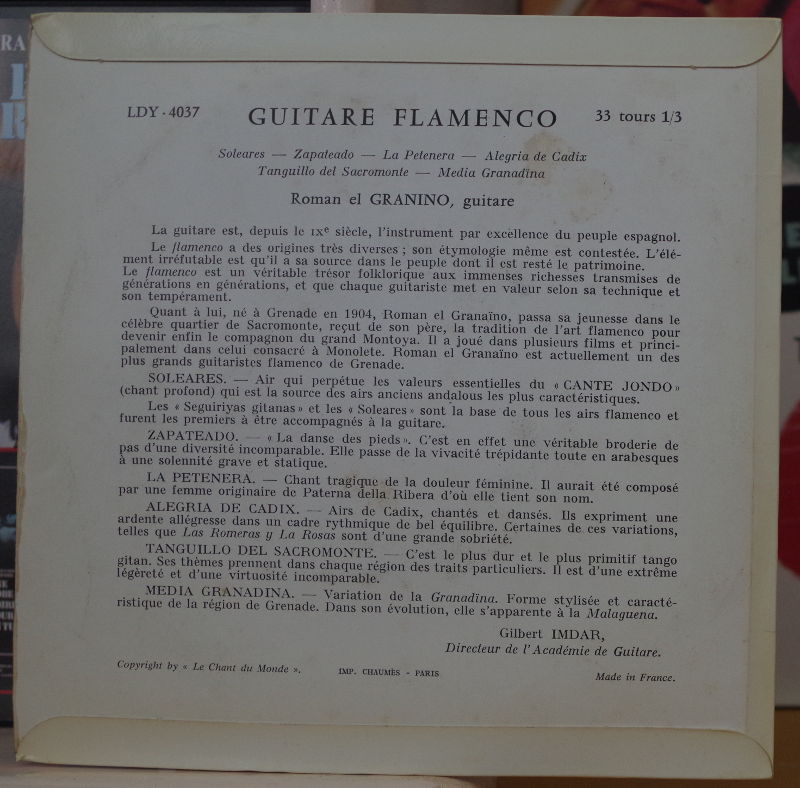 LDY - 4037 GUITARE FLAMENCO 33 tours 1/3
Soleares — Zapateado — La Petenera — Alegria de Cadix
Tanguillo del Sacromonte — Media Granadïna
Roman el GRANINO, guitare
La guitare est, depuis le IXe siècle, l'instrument par excellence du peuple espagnol.
Le flamenco a des origines très diverses ; son étymologie même est contestée. L'élé-
ment irréfutable est qu'il a sa source dans le peuple dont il est resté le patrimoine.
Le flamenco est un véritable trésor folklorique aux immenses richesses transmises de
générations en générations, et que chaque guitariste met en valeur selon sa technique et
son tempérament.
Quant à lui, né à Grenade en 1904, Roman el Granaïno, passa sa jeunesse dans le
célèbre quartier de Sacromonte, reçut de son père, la tradition de l'art flamenco pour
devenir enfin le compagnon du grand Montoya. Il a joué dans plusieurs films et princi-
palement dans celui consacré à Monolete. Roman el Granaïno est actuellement un des
plus grands guitaristes flamenco de Grenade.
SOLEARES. — Air qui perpétue les valeurs essentielles du « CANTE JONDO »
(chant profond) qui est la source des airs anciens andalous les plus caractéristiques.
Les « Seguiriyas gitanas » et les « Soleares » sont la base de tous les airs flamenco et
furent les premiers à être accompagnés à la guitare.
ZAPATEADO. — « La danse des pieds ». C'est en effet une véritable broderie de
pas d'une diversité incomparable. Elle passe de la vivacité trépidante toute en arabesques
à une solennité grave et statique.
LA PETENERA. — Chant tragique de la douleur féminine. Il aurait été composé
par une femme originaire de Paterna della Ribera d'où elle tient son nom.
ALEGRIA DE CADIX. — Airs de Cadix, chantés et dansés. Ils expriment une
ardente allégresse dans un cadre rythmique de bel équilibre. Certaines de ces variations,
telles que Las Romeras y La Rosas sont d'une grande sobriété.
TANGUILLO DEL SACROMONTE. — C'est le plus dur et le plus primitif tango
gitan. Ses thèmes prennent dans chaque région des traits particuliers. Il est d'une extrême
légèreté et d'une virtuosité incomparable.
MEDIA GRANADINA. — Variation de la Granadïna. Forme stylisée et caracté-
ristique de la région de Grenade. Dans son évolution, elle s'apparente à la Malaguena.
Gilbert IMDAR,
Directeur de l'Académie de Guitare.
Copyright by « Le Chant du Monde ». IMP. CHAUMÈS - PARIS Made in France.